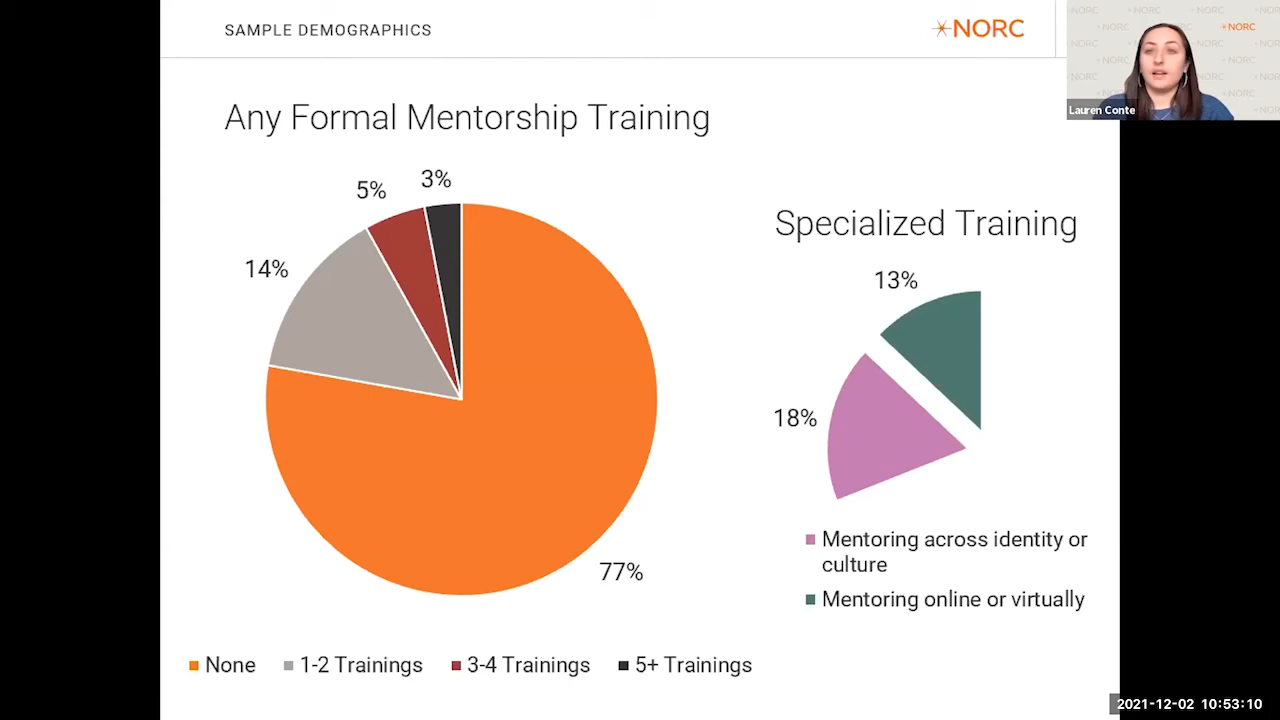 SAMPLE DEMOGRAPHICS
NORC
NORC
Lauren Conte
Any Formal Mentorship Training
3%
5%
14%
77%
None
1-2 Trainings
3-4 Trainings
5+ Trainings
Specialized Training
13%
18%
Mentoring across identity or
culture
Mentoring online or virtually
2021-12-02 10:53:10